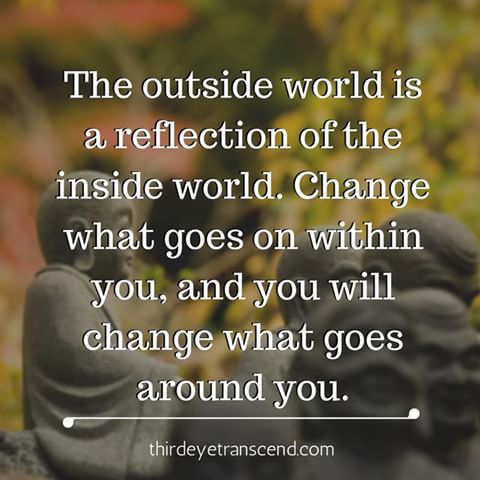 The outside world is
a reflection of the
inside world. Change
what goes on within
you, and you will
change what goes
around you.
thirdeyetranscend.com